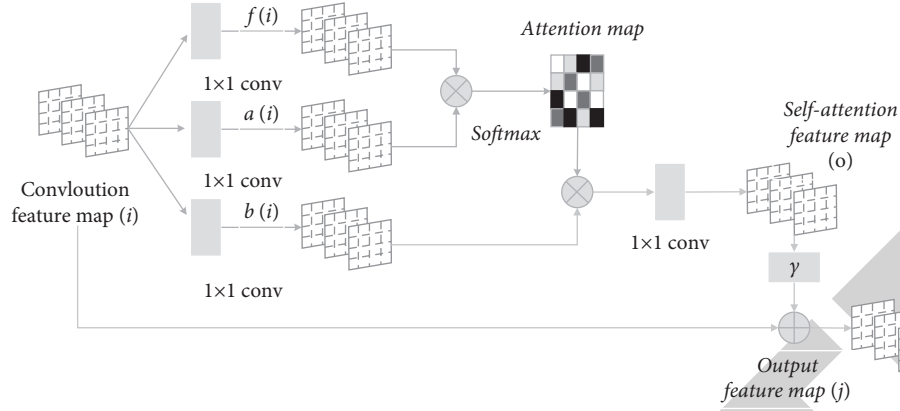 f (i)
1×1 conv
a (i)
1×1 conv
b (i)
1×1 conv
Convloution
feature map (i)
Attention map
Softmax
1×1 conv
Self-attention
feature map
(o)
γ
Output
feature map (j)